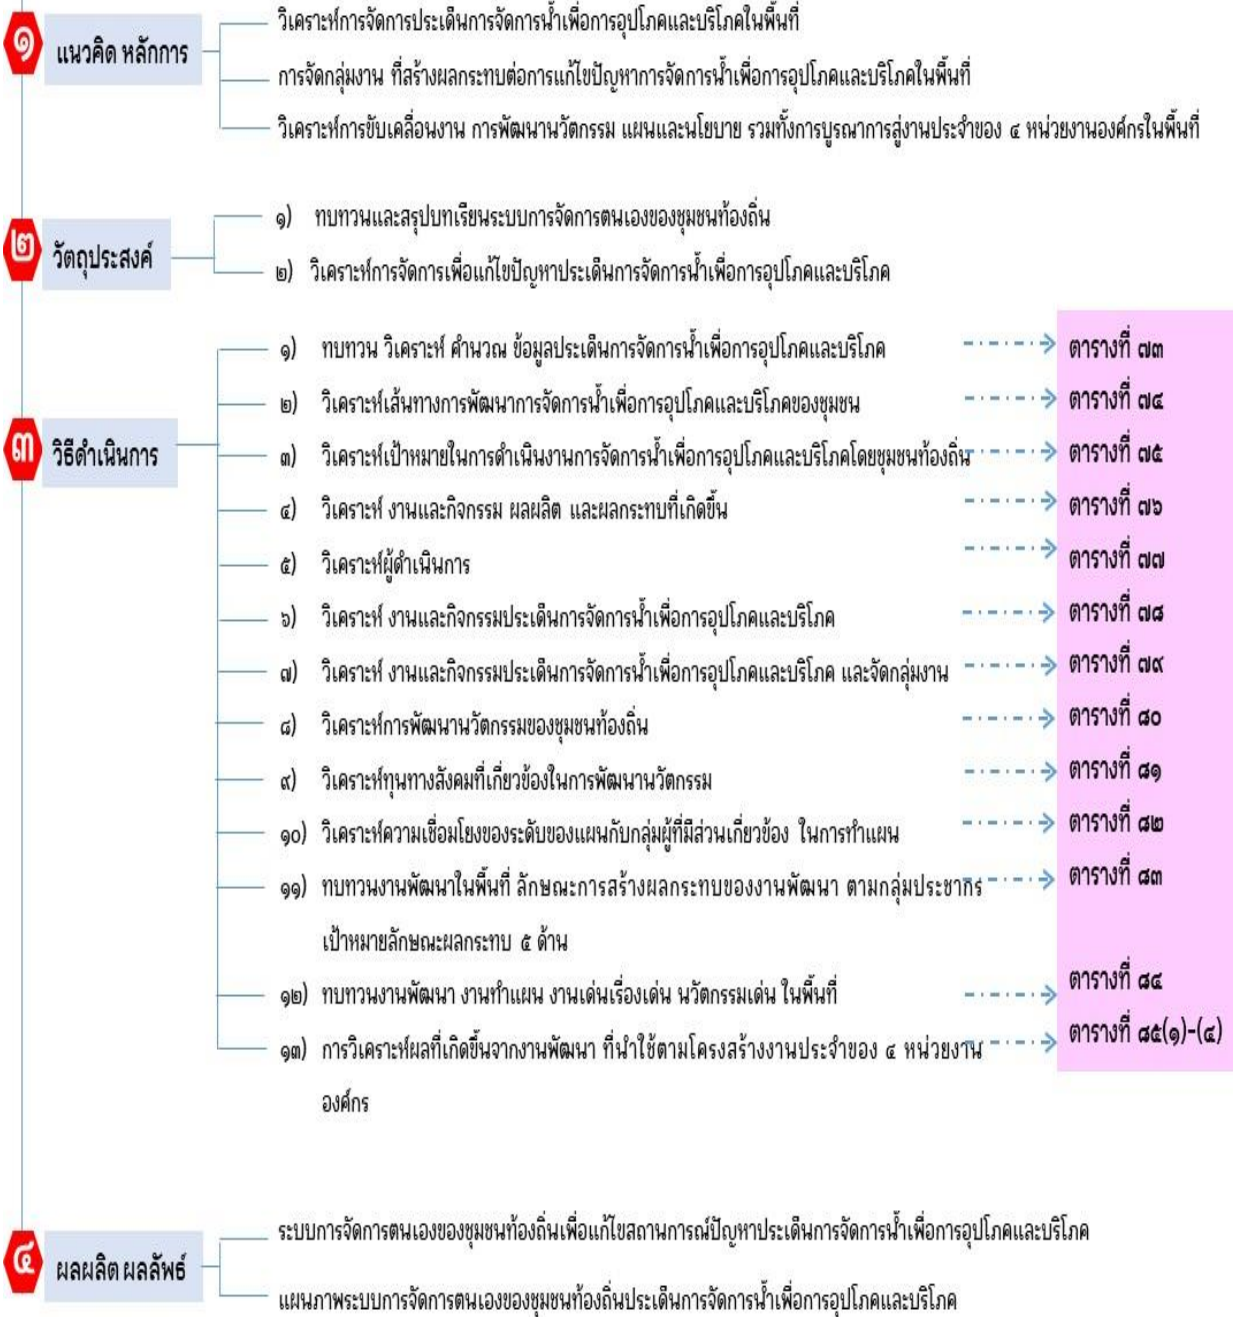 ๑
แนวคิด หลักการ
วิเคราะห์การจัดการประเด็นการจัดการน้ำเพื่อการอุปโภคและบริโภคในพื้นที่
การจัดกลุ่มงาน ที่สร้างผลกระทบต่อการแก้ไขปัญหาการจัดการน้ำเพื่อการอุปโภคและบริโภคในพื้นที่
วิเคราะห์การขับเคลื่อนงาน การพัฒนานวัตกรรม แผนและนโยบาย รวมทั้งการบูรณาการสู่งานประจำของ ๔ หน่วยงานองค์กรในพื้นที่
๒
วัตถุประสงค์
๑) ทบทวนและสรุปบทเรียนระบบการจัดการตนเองของชุมชนท้องถิ่น
๒) วิเคราะห์การจัดการเพื่อแก้ไขปัญหาประเด็นการจัดการน้ำเพื่อการอุปโภคและบริโภค
๓
วิธีดำเนินการ
๑) ทบทวน วิเคราะห์ คำนวณ ข้อมูลประเด็นการจัดการน้ำเพื่อการอุปโภคและบริโภค ตารางที่ ๗๓
๒) วิเคราะห์เส้นทางการพัฒนาการจัดการน้ำเพื่อการอุปโภคและบริโภคของชุมชน ตารางที่ ๗๔
๓) วิเคราะห์เป้าหมายในการดำเนินงานการจัดการน้ำเพื่อการอุปโภคและบริโภคโดยชุมชนท้องถิ่น ตารางที่ ๗๕
๔) วิเคราะห์ งานและกิจกรรม ผลผลิต และผลกระทบที่เกิดขึ้น ตารางที่ ๗๖
๕) วิเคราะห์ผู้ดำเนินการ ตารางที่ ๗๗
๖) วิเคราะห์ งานและกิจกรรมประเด็นการจัดการน้ำเพื่อการอุปโภคและบริโภค ตารางที่ ๗๘
๗) วิเคราะห์ งานและกิจกรรมประเด็นการจัดการน้ำเพื่อการอุปโภคและบริโภค และจัดกลุ่มงาน ตารางที่ ๗๙
๘) วิเคราะห์การพัฒนานวัตกรรมของชุมชนท้องถิ่น ตารางที่ ๘๐
๙) วิเคราะห์ทุนทางสังคมที่เกี่ยวข้องในการพัฒนานวัตกรรม ตารางที่ ๘๑
๑๐) วิเคราะห์ความเชื่อมโยงของระดับของแผนกับกลุ่มผู้ที่มีส่วนเกี่ยวข้อง ในการทำแผน ตารางที่ ๘๒
๑๑) ทบทวนงานพัฒนาในพื้นที่ ลักษณะการสร้างผลกระทบของงานพัฒนา ตามกลุ่มประชากร ตารางที่ ๘๓
เป้าหมายลักษณะผลกระทบ ๕ ด้าน
๑๒) ทบทวนงานพัฒนา งานทำแผน งานเด่นเรื่องเด่น นวัตกรรมเด่น ในพื้นที่ ตารางที่ ๘๔
๑๓) การวิเคราะห์ผลที่เกิดขึ้นจากงานพัฒนา ที่นำใช้ตามโครงสร้างงานประจำของ ๔ หน่วยงาน ตารางที่ ๘๕(๑)-(๔)
องค์กร
๔
ผลผลิต ผลลัพธ์
ระบบการจัดการตนเองของชุมชนท้องถิ่นเพื่อแก้ไขสถานการณ์ปัญหาประเด็นการจัดการน้ำเพื่อการอุปโภคและบริโภค
แผนภาพระบบการจัดการตนเองของชุมชนท้องถิ่นประเด็นการจัดการน้ำเพื่อการอุปโภคและบริโภค